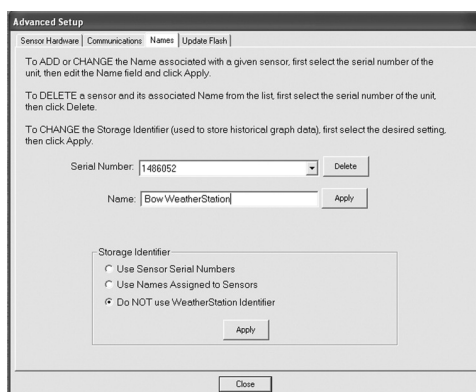 Advanced Setup
Sensor Hardware Communications Names Update Flash
To ADD or CHANGE the Name associated with a given sensor, first select the serial number of the
unit, then edit the Name field and click Apply.
To DELETE a sensor and its associated Name from the list, first select the serial number of the unit,
then click Delete.
To CHANGE the Storage Identifier (used to store historical graph data), first select the desired setting,
then click Apply.
Serial Number: 1486052 Delete
Name: Bow WeatherStation Apply
Storage Identifier
Use Sensor Serial Numbers
Use Names Assigned to Sensors
Do NOT use WeatherStation Identifier
Apply
Close